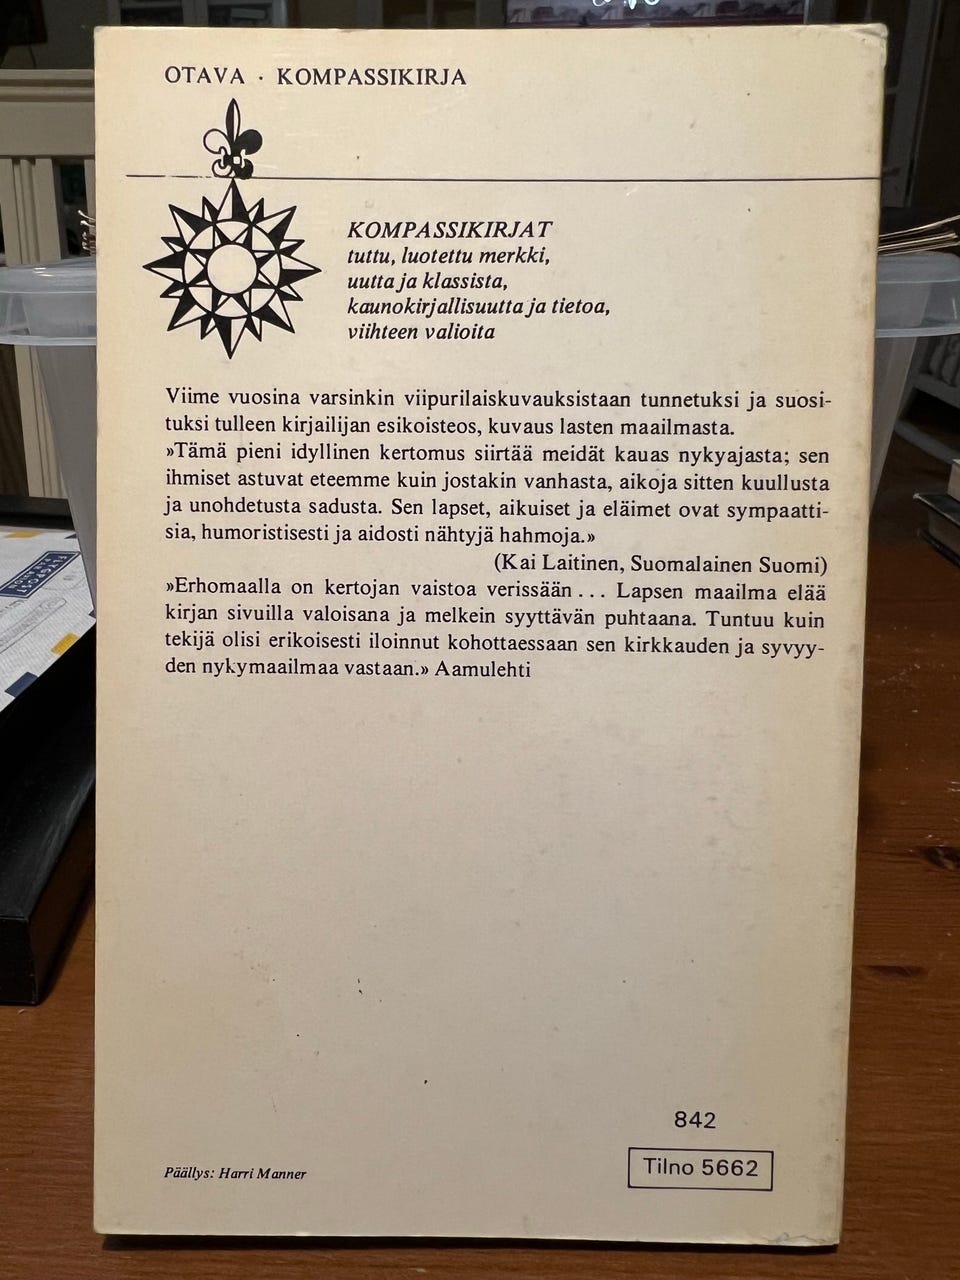 OTAVA · KOMPASSIKIRJA
KOMPASSIKIRJAT
tuttu, luotettu merkki,
uutta ja klassista,
kaunokirjallisuutta ja tietoa,
viihteen valioita
Viime vuosina varsinkin viipurilaiskuvauksistaan tunnetuksi ja suosi-
tuksi tulleen kirjailijan esikoisteos, kuvaus lasten maailmasta.
»Tämä pieni idyllinen kertomus siirtää meidät kauas nykyajasta; sen
ihmiset astuvat eteemme kuin jostakin vanhasta, aikoja sitten kuullusta
ja unohdetusta sadusta. Sen lapset, aikuiset ja eläimet ovat sympaatti-
sia, humoristisesti ja aidosti nähtyjä hahmoja.»
(Kai Laitinen, Suomalainen Suomi)
»Erhomaalla on kertojan vaistoa verissään... Lapsen maailma elää
kirjan sivuilla valoisana ja melkein syyttävän puhtaana. Tuntuu kuin
tekijä olisi erikoisesti iloinnut kohottaessaan sen kirkkauden ja syvyy-
den nykymaailmaa vastaan.» Aamulehti
842
Tilno 5662
Päällys: Harri Manner